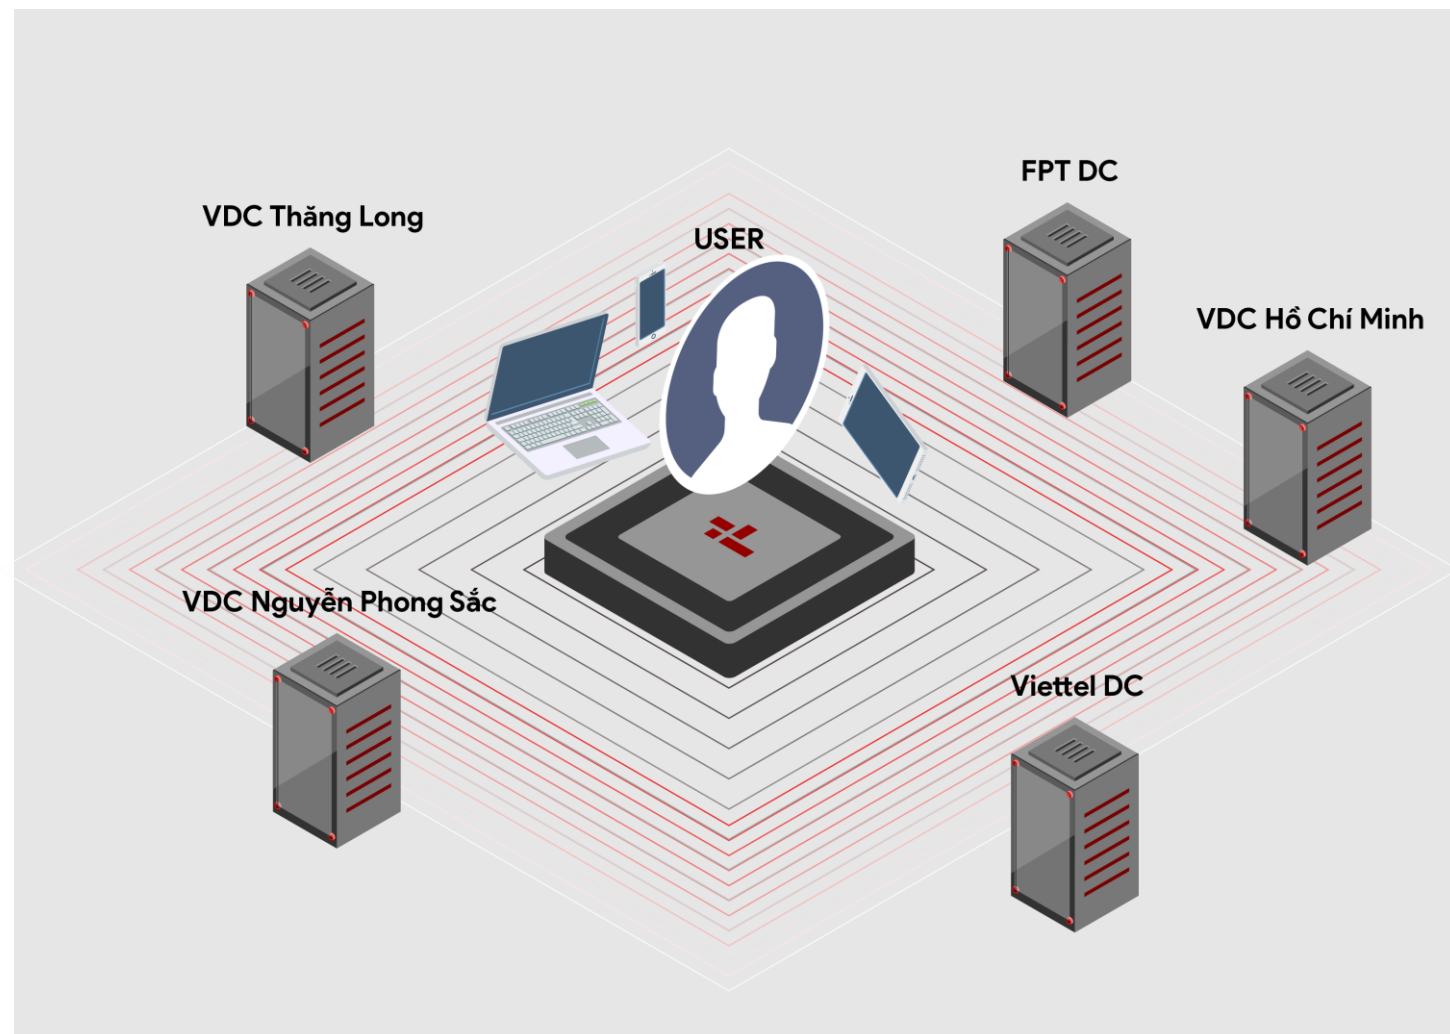 FPT DC
VDC Thăng Long
USER
VDC Hồ Chí Minh
VDC Nguyễn Phong Sắc
Viettel DC